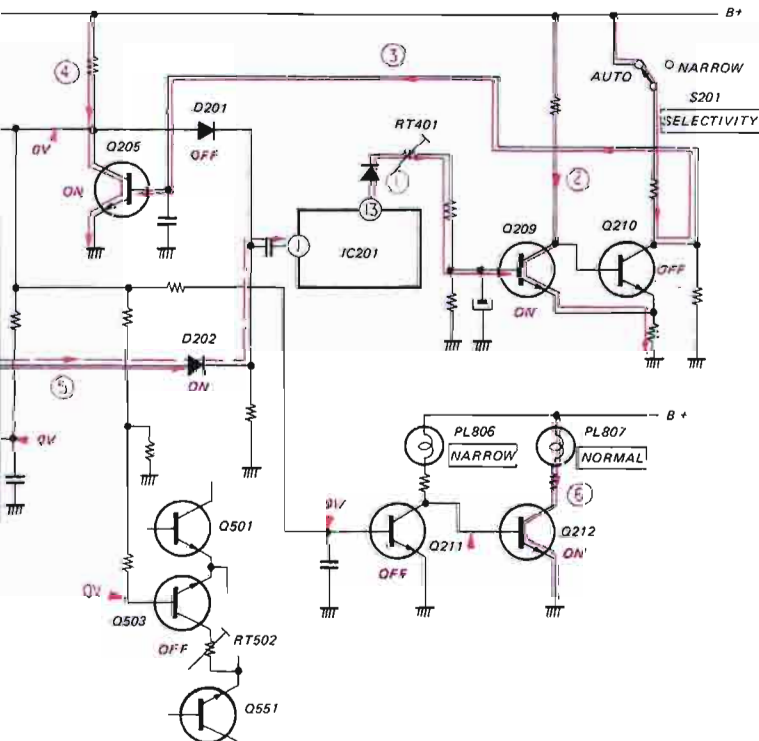 B+
③
④
AUTO
NARROW
S201
SELECTIVITY
D201
OFF
RT401
0V
Q205
ON
①
②
13
1
IC201
Q209
Q210
OFF
ON
D202
ON
⑤
0V
B+
PL806
NARROW
PL807
NORMAL
⑥
Q501
0V
Q211
OFF
Q212
ON
0V
Q503
OFF
RT502
Q551